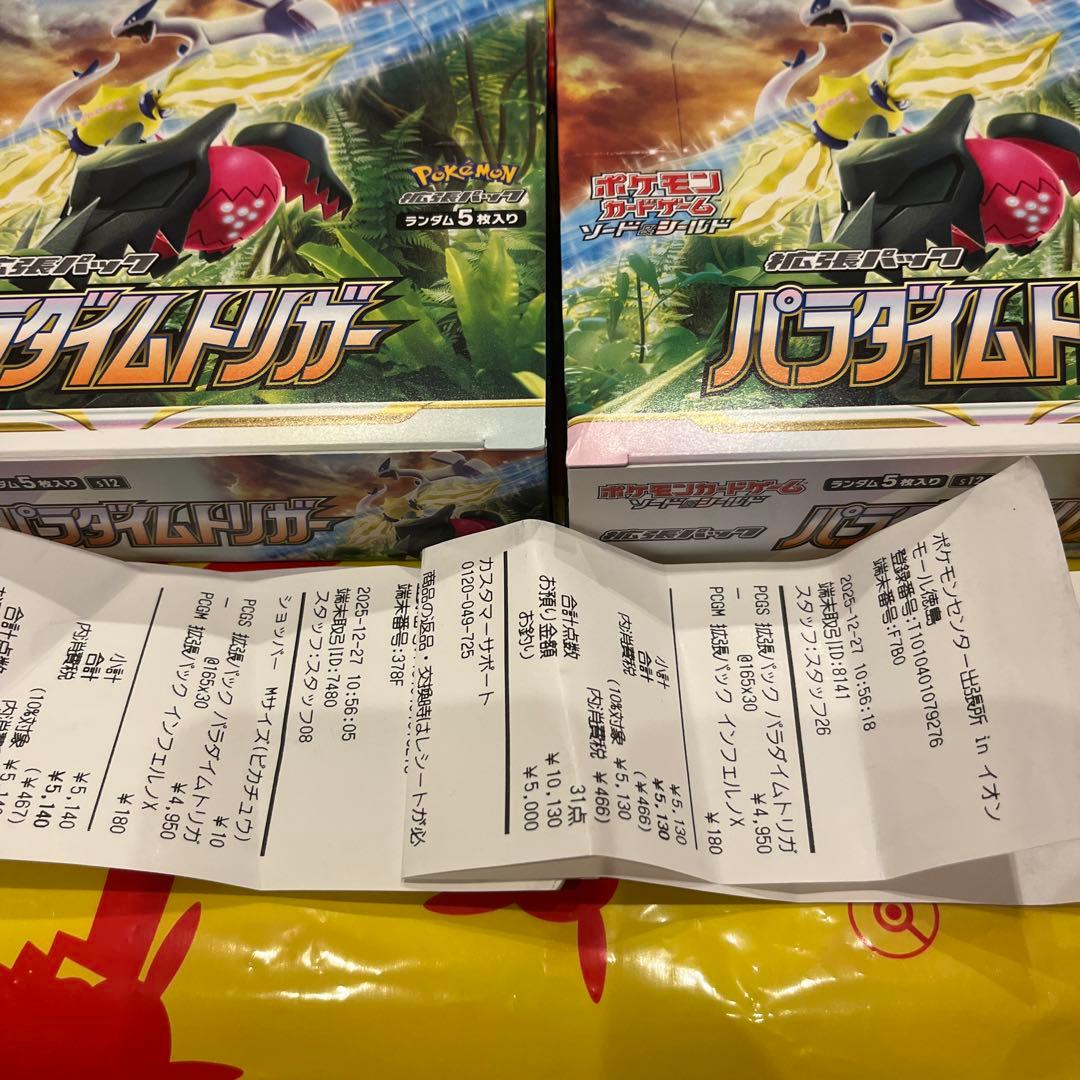 Pokémon
拡張パック
ランダム5枚入り
拡張パック
ラダイムトリガー
ダム5枚入り s12
パラダイムトリガー
ポケモン
カードゲーム
ソード&シールド
拡張パック
パラダイムト
ポケモンカードゲーム
ソード&シールド
ランダム5枚入り s12
拡張パック
ポケモンセンター出張所 in イオン
モール徳島
登録番号:T1010401079276
端末番号:F1B0
2025-12-27 10:56:18
端末取引ID:8141
スタッフ:スタッフ26
PCGS 拡張パック パラダイムトリガ
@165x30 ¥4,950
PCGM 拡張パック インフェルノX
¥180
小計 ¥5,130
合計 ¥5,130
内消費税 (¥466)
(10%対象 ¥5,130
内消費税 ¥466)
合計点数 31点
お預り金額 ¥10,130
お釣り ¥5,000
カスタマーサポート
0120-049-725
商品の返品・交換時はレシートが必
端末番号:378F
2025-12-27 10:56:05
端末取引ID:7480
スタッフ:スタッフ08
ショッパー Mサイズ(ピカチュウ)
- ¥10
PCGS 拡張パック パラダイムトリガ
@165x30 ¥4,950
PCGM 拡張パック インフェルノX
- ¥180
小計 ¥5,140
合計 ¥5,140
内消費税 (¥467)
(10%対象 ¥5,140